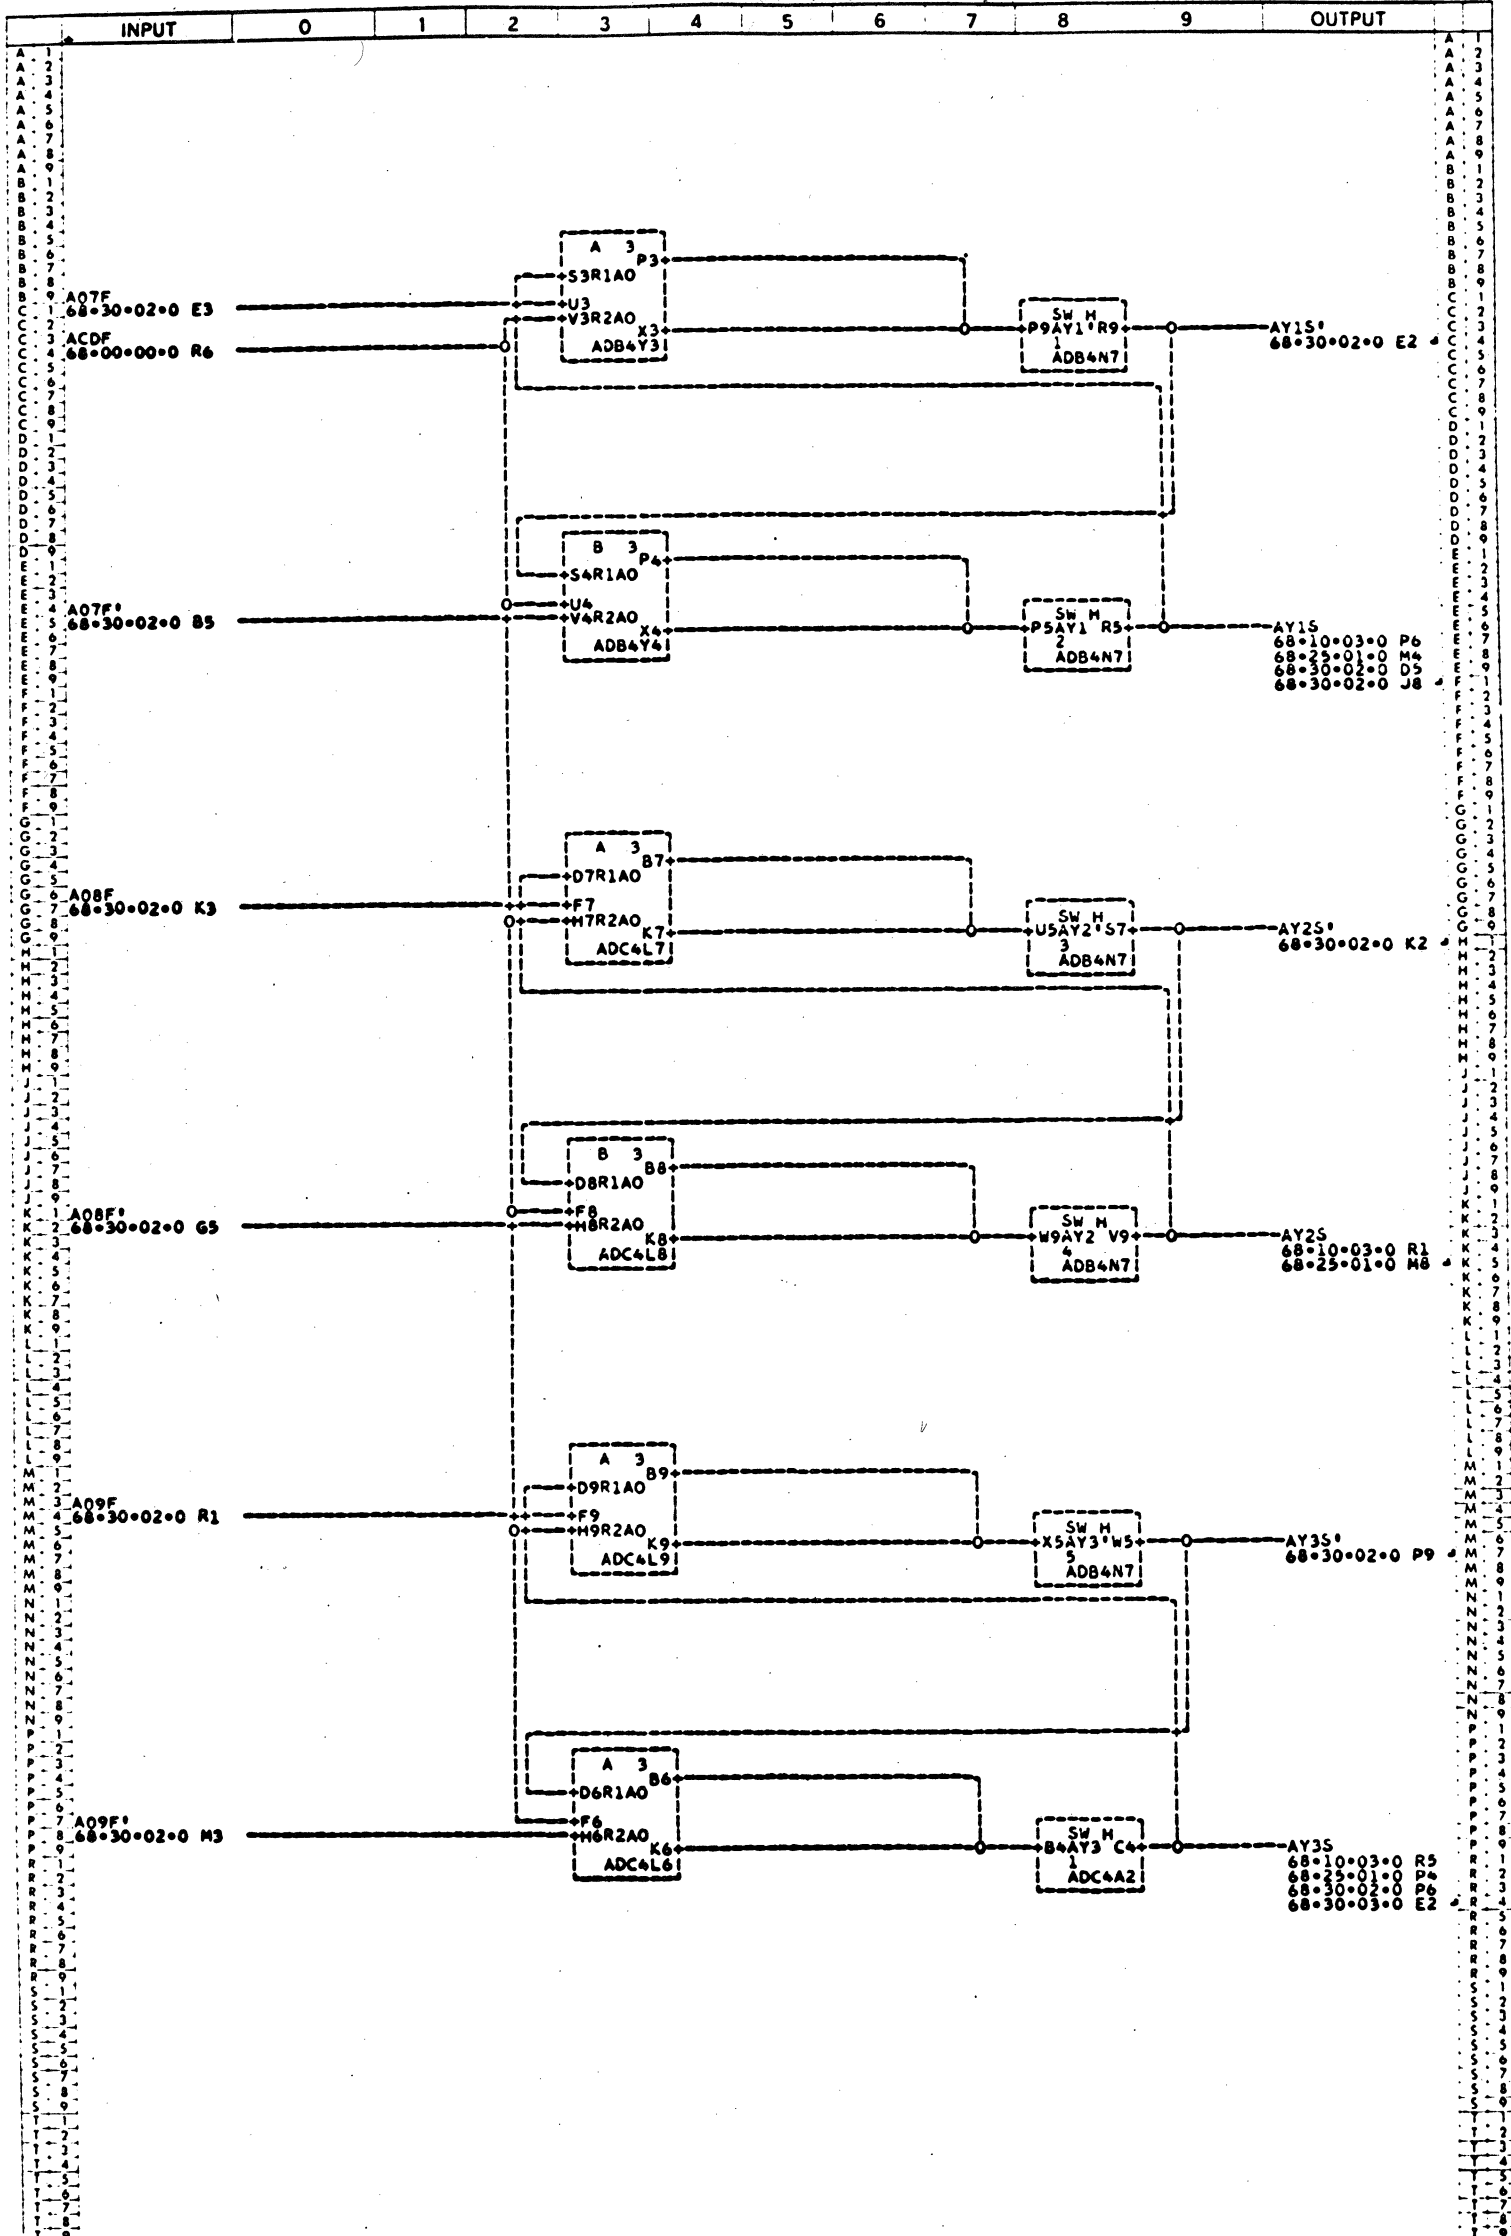 INPUT 0 1 2 3 4 5 6 7 8 9 OUTPUT
A 3
P3
S3R1A0
A07F
68•30•02•0 E3
U3
V3R2A0
X3
ADB4Y3
ACDF
68•00•00•0 R6
SW H
P9AY1'R9
1
ADB4N7
AY1S'
68•30•02•0 E2
B 3
P4
S4R1A0
U4
A07F'
68•30•02•0 B5
V4R2A0
X4
ADB4Y4
SW H
P5AY1 R5
2
ADB4N7
AY1S
68•10•03•0 P6
68•25•01•0 M4
68•30•02•0 D5
68•30•02•0 J8
A 3
B7
D7R1A0
A08F
68•30•02•0 K3
F7
H7R2A0
K7
ADC4L7
SW H
U5AY2'S7
3
ADB4N7
AY2S'
68•30•02•0 K2
B 3
B8
D8R1A0
F8
A08F'
68•30•02•0 G5
H8R2A0
K8
ADC4L8
SW H
W9AY2 V9
4
ADB4N7
AY2S
68•10•03•0 R1
68•25•01•0 M8
A 3
B9
D9R1A0
A09F
68•30•02•0 R1
F9
H9R2A0
K9
ADC4L9
SW H
X5AY3'W5
5
ADB4N7
AY3S'
68•30•02•0 P9
A 3
B6
D6R1A0
F6
A09F'
68•30•02•0 M3
H6R2A0
K6
ADC4L6
SW H
B4AY3 C4
1
ADC4A2
AY3S
68•10•03•0 R5
68•25•01•0 P4
68•30•02•0 P6
68•30•03•0 E2